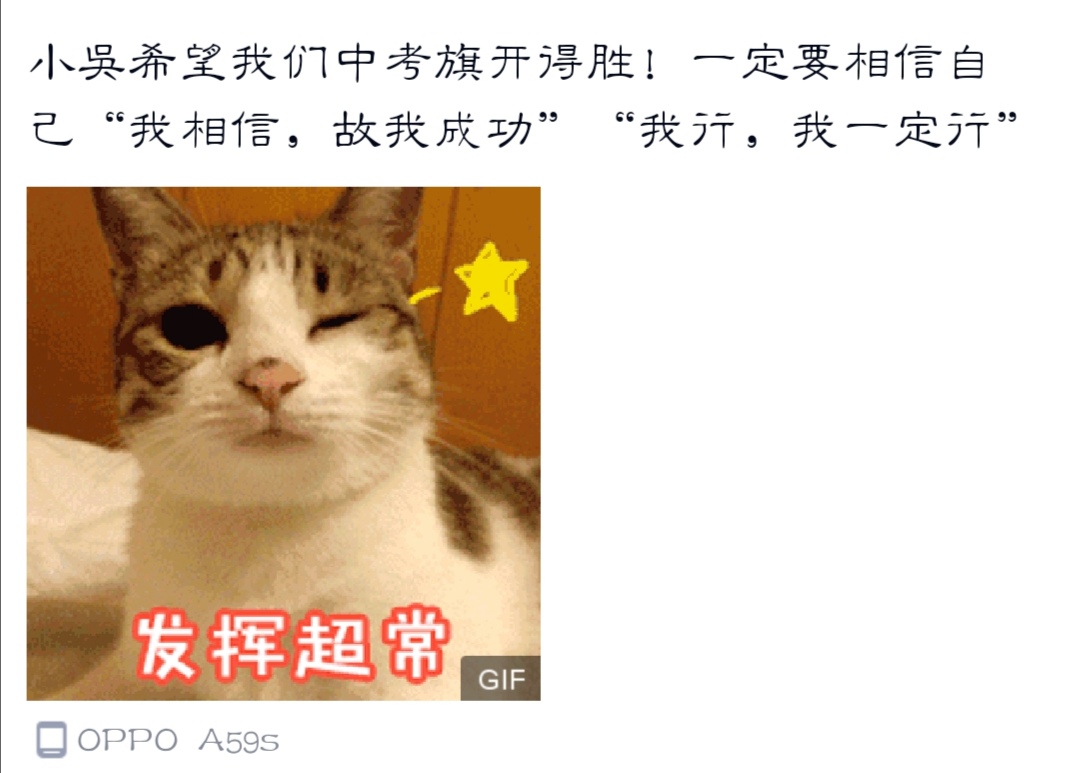 小吳希望我们中考旗开得胜！一定要相信自
己“我相信，故我成功”“我行，我一定行”
发挥超常
GIF
OPPO A59s